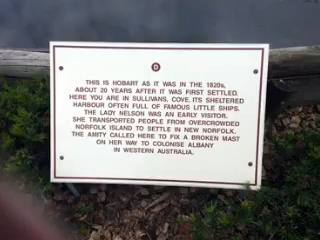 THIS IS HOBART AS IT WAS IN THE 1820s,
ABOUT 20 YEARS AFTER IT WAS FIRST SETTLED.
HERE YOU ARE IN SULLIVANS, COVE, ITS SHELTERED
HARBOUR OFTEN FULL OF FAMOUS LITTLE SHIPS.
THE LADY NELSON WAS AN EARLY VISITOR.
SHE TRANSPORTED PEOPLE FROM OVERCROWDED
NORFOLK ISLAND TO SETTLE IN NEW NORFOLK.
THE AMITY CALLED HERE TO FIX A BROKEN MAST
ON HER WAY TO COLONISE ALBANY
IN WESTERN AUSTRALIA.